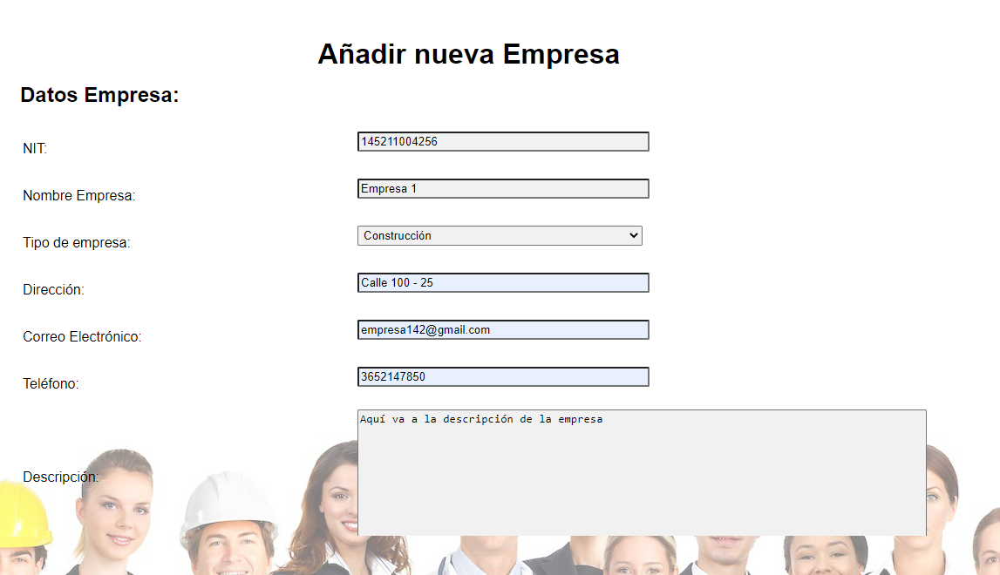 Añadir nueva Empresa
Datos Empresa:
NIT: 145211004256
Nombre Empresa: Empresa 1
Tipo de empresa: Construcción
Dirección: Calle 100 - 25
Correo Electrónico: empresa142@gmail.com
Teléfono: 3652147850
Descripción: Aquí va a la descripción de la empresa